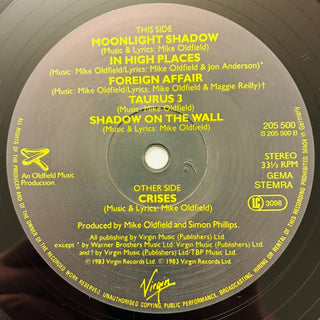 THIS SIDE
MOONLIGHT SHADOW
(Music & Lyrics: Mike Oldfield)
IN HIGH PLACES
(Music: Mike Oldfield/Lyrics: Mike Oldfield & Jon Anderson)*
FOREIGN AFFAIR
(Music: Mike Oldfield/Lyrics: Mike Oldfield & Maggie Reilly)†
TAURUS 3
(Music: Mike Oldfield)
SHADOW ON THE WALL
(Music & Lyrics: Mike Oldfield)
205 500
S 205 500 B
An Oldfield Music
Production.
STEREO
33⅓ RPM
GEMA
STEMRA
LC 3098
OTHER SIDE
CRISES
(Music & Lyrics: Mike Oldfield)
Produced by Mike Oldfield and Simon Phillips.
All publishing by Virgin Music (Publishers) Ltd.
except * by Warner Brothers Music Ltd. Virgin Music (Publishers) Ltd.
and † by Virgin Music (Publishers) Ltd/TBP Music Ltd.
℗ 1983 Virgin Records Ltd. © 1983 Virgin Records Ltd.
Virgin
ALL RIGHTS OF THE PRODUCER AND OF THE OWNER OF THE RECORDED WORK RESERVED. UNAUTHORISED COPYING, PUBLIC PERFORMANCE, BROADCASTING, HIRING OR RENTAL OF THIS RECORDING PROHIBITED. Made in Germany